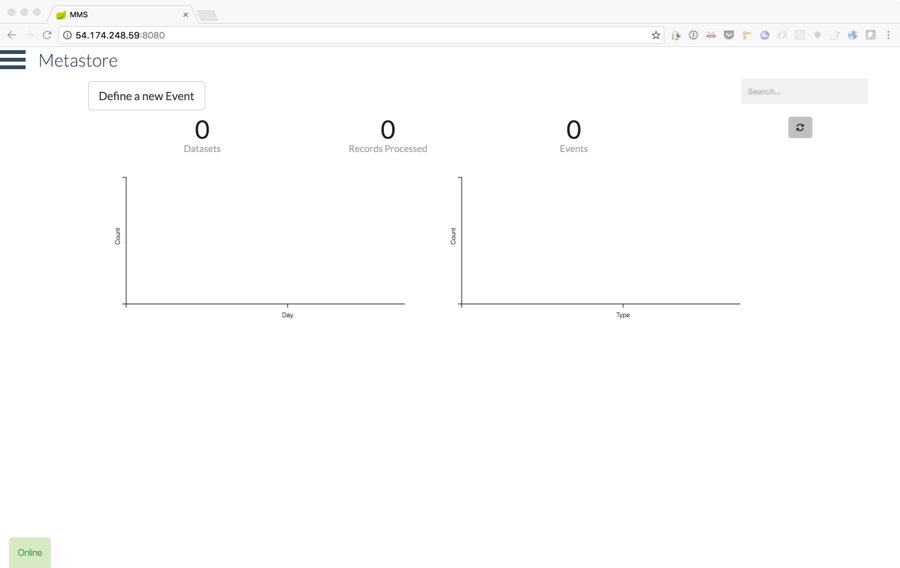 MMS
54.174.248.59:8080
Metastore
Define a new Event
Search...
0
Datasets
0
Records Processed
0
Events
Count
Day
Count
Type
Online